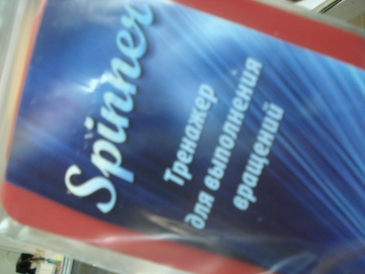 Spinner
Тренажер
для выполнения
вращений